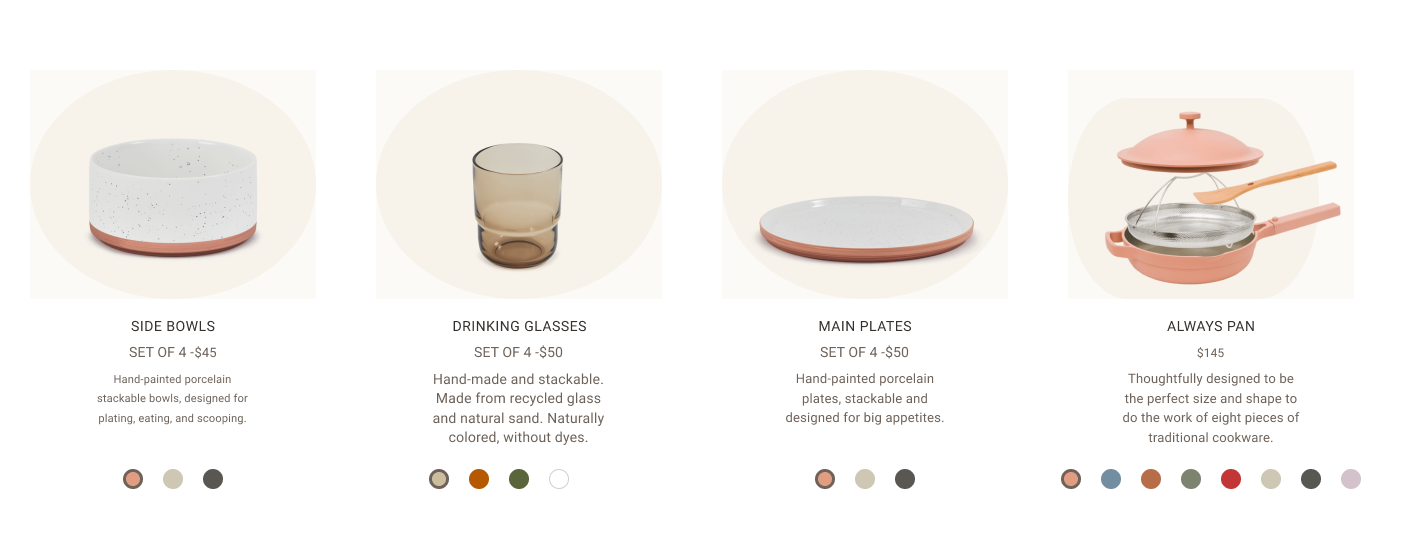 SIDE BOWLS
SET OF 4 -$45
Hand-painted porcelain
stackable bowls, designed for
plating, eating, and scooping.
DRINKING GLASSES
SET OF 4 -$50
Hand-made and stackable.
Made from recycled glass
and natural sand. Naturally
colored, without dyes.
MAIN PLATES
SET OF 4 -$50
Hand-painted porcelain
plates, stackable and
designed for big appetites.
ALWAYS PAN
$145
Thoughtfully designed to be
the perfect size and shape to
do the work of eight pieces of
traditional cookware.